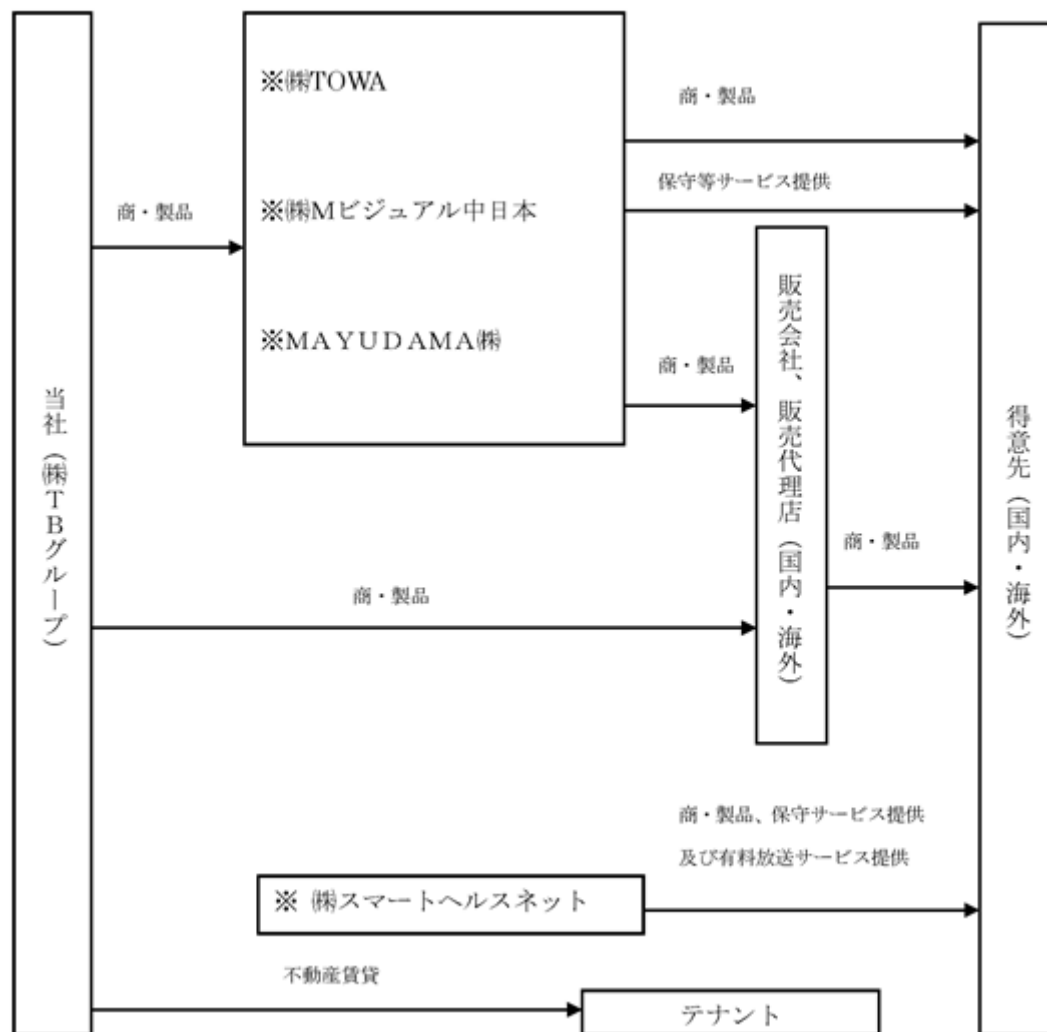 当社（㈱TBグループ）
商・製品
※㈱TOWA
※㈱Mビジュアル中日本
※ＭＡＹＵＤＡＭＡ㈱
商・製品
保守等サービス提供
商・製品
販売会社、販売代理店（国内・海外）
商・製品
商・製品
得意先（国内・海外）
商・製品、保守サービス提供
及び有料放送サービス提供
※ ㈱スマートヘルスネット
不動産賃貸
テナント